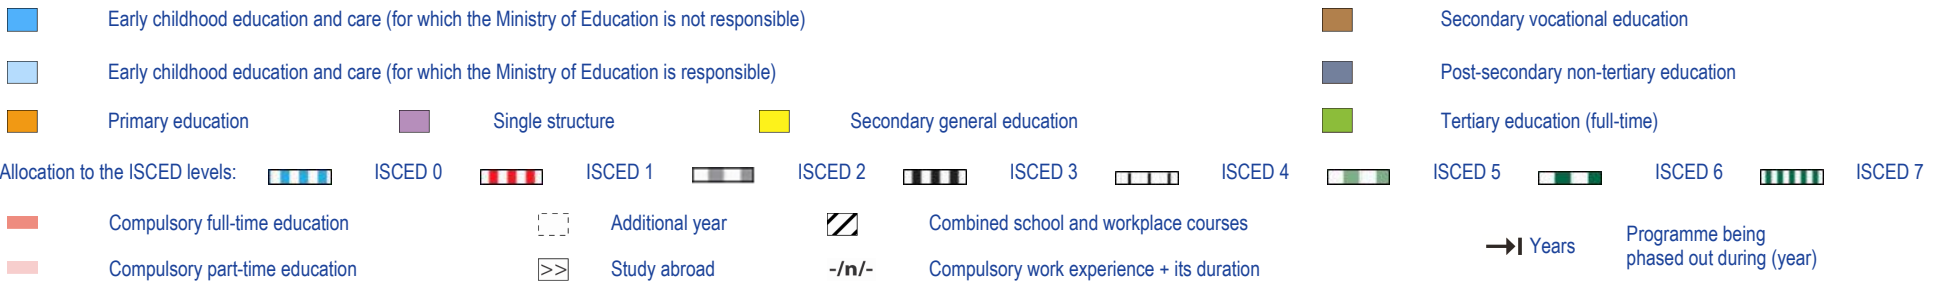 Early childhood education and care (for which the Ministry of Education is not responsible)
Secondary vocational education
Early childhood education and care (for which the Ministry of Education is responsible)
Post-secondary non-tertiary education
Primary education
Single structure
Secondary general education
Tertiary education (full-time)
Allocation to the ISCED levels:
ISCED 0
ISCED 1
ISCED 2
ISCED 3
ISCED 4
ISCED 5
ISCED 6
ISCED 7
Compulsory full-time education
Additional year
Combined school and workplace courses
Years
Programme being
phased out during (year)
Compulsory part-time education
>>
Study abroad
-/n/-
Compulsory work experience + its duration